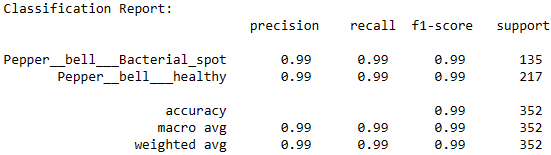 Classification Report:
precision recall f1-score support
Pepper__bell___Bacterial_spot 0.99 0.99 0.99 135
Pepper__bell___healthy 0.99 0.99 0.99 217
accuracy 0.99 352
macro avg 0.99 0.99 0.99 352
weighted avg 0.99 0.99 0.99 352